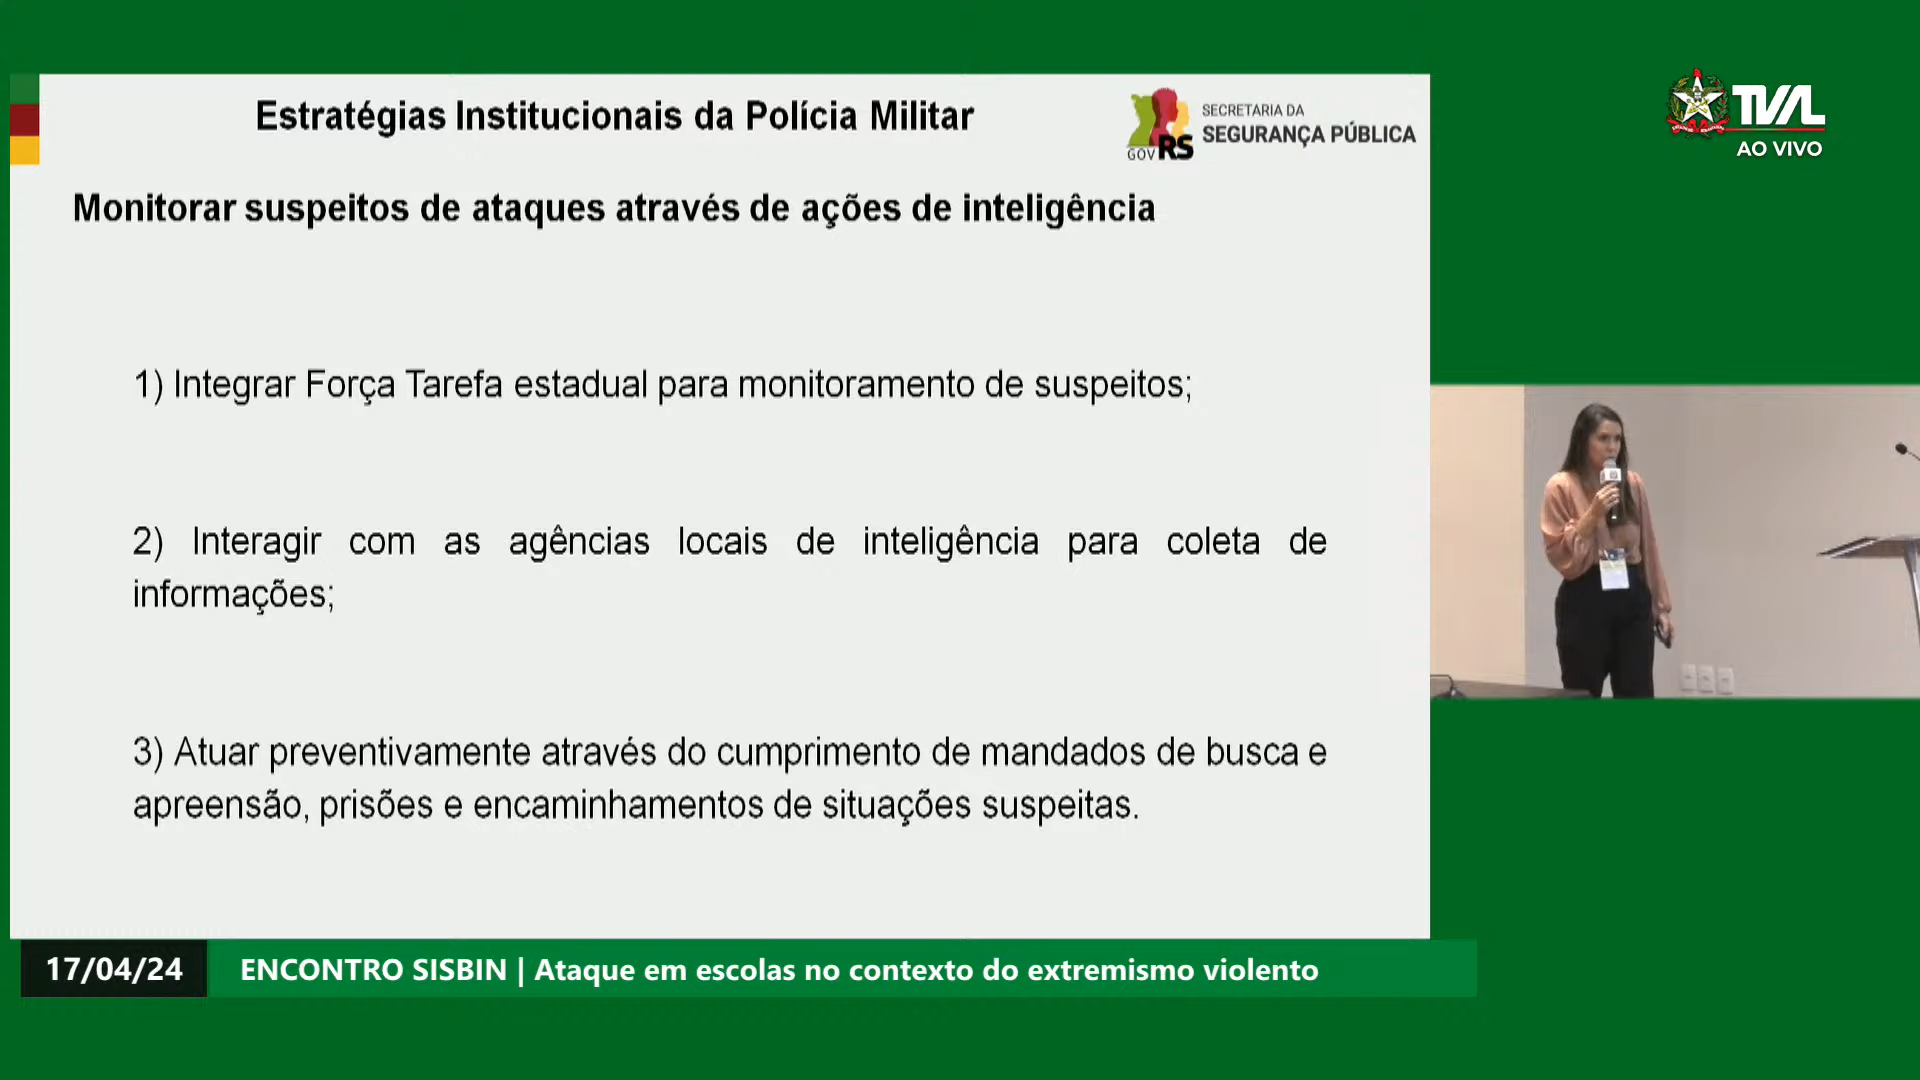 Estratégias Institucionais da Polícia Militar
GOV RS
SECRETARIA DA
SEGURANÇA PÚBLICA
TVAL
AO VIVO
Monitorar suspeitos de ataques através de ações de inteligência
1) Integrar Força Tarefa estadual para monitoramento de suspeitos;
2) Interagir com as agências locais de inteligência para coleta de
informações;
3) Atuar preventivamente através do cumprimento de mandados de busca e
apreensão, prisões e encaminhamentos de situações suspeitas.
17/04/24
ENCONTRO SISBIN | Ataque em escolas no contexto do extremismo violento